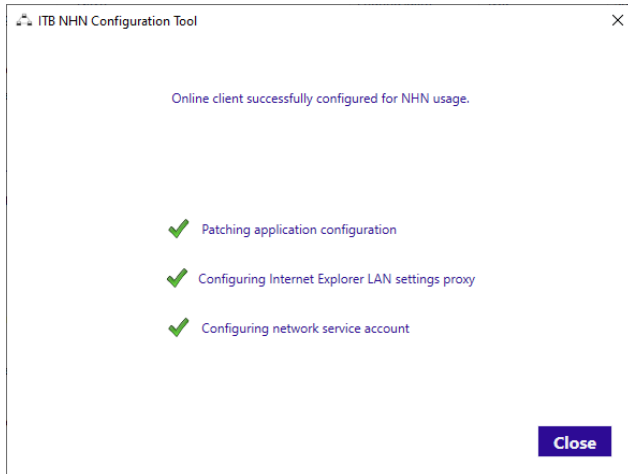 ITB NHN Configuration Tool
Online client successfully configured for NHN usage.
Patching application configuration
Configuring Internet Explorer LAN settings proxy
Configuring network service account
Close